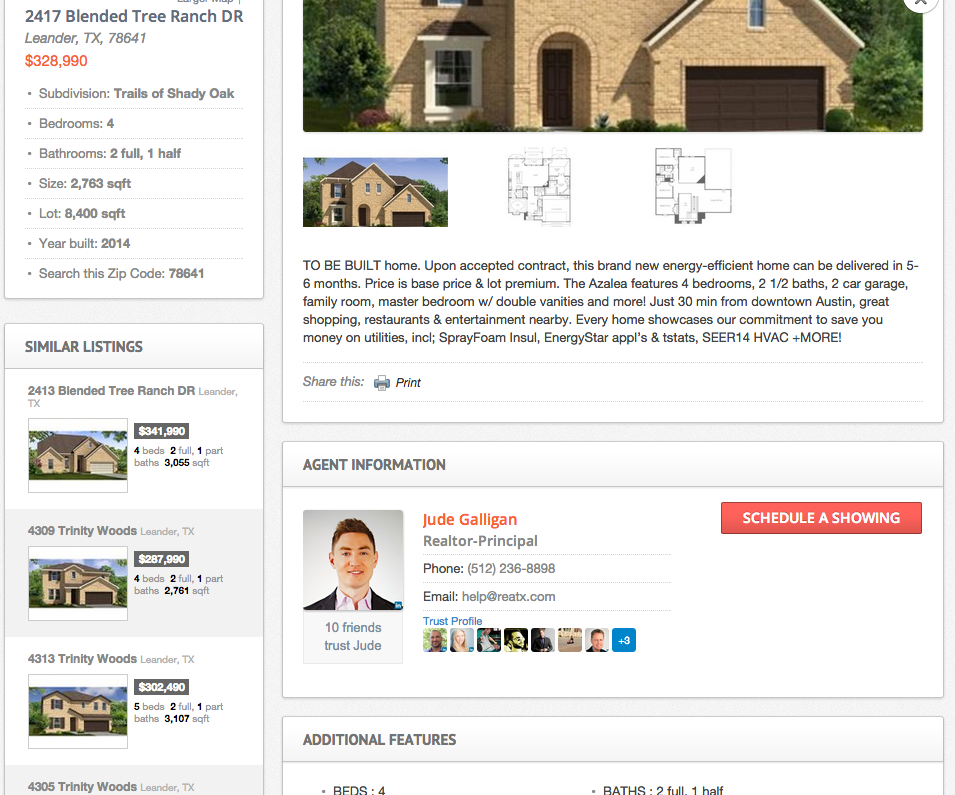 Larger Map |
2417 Blended Tree Ranch DR
Leander, TX, 78641
$328,990
• Subdivision: Trails of Shady Oak
• Bedrooms: 4
• Bathrooms: 2 full, 1 half
• Size: 2,763 sqft
• Lot: 8,400 sqft
• Year built: 2014
• Search this Zip Code: 78641
SIMILAR LISTINGS
2413 Blended Tree Ranch DR Leander,
TX
$341,990
4 beds 2 full, 1 part
baths 3,055 sqft
4309 Trinity Woods Leander, TX
$287,990
4 beds 2 full, 1 part
baths 2,761 sqft
4313 Trinity Woods Leander, TX
$302,490
5 beds 2 full, 1 part
baths 3,107 sqft
4305 Trinity Woods Leander, TX
TO BE BUILT home. Upon accepted contract, this brand new energy-efficient home can be delivered in 5-
6 months. Price is base price & lot premium. The Azalea features 4 bedrooms, 2 1/2 baths, 2 car garage,
family room, master bedroom w/ double vanities and more! Just 30 min from downtown Austin, great
shopping, restaurants & entertainment nearby. Every home showcases our commitment to save you
money on utilities, incl; SprayFoam Insul, EnergyStar appl's & tstats, SEER14 HVAC +MORE!
Share this: Print
AGENT INFORMATION
Jude Galligan
Realtor-Principal
SCHEDULE A SHOWING
Phone: (512) 236-8898
Email: help@reatx.com
Trust Profile
+3
in
10 friends
trust Jude
ADDITIONAL FEATURES
• BEDS : 4
• BATHS : 2 full, 1 half